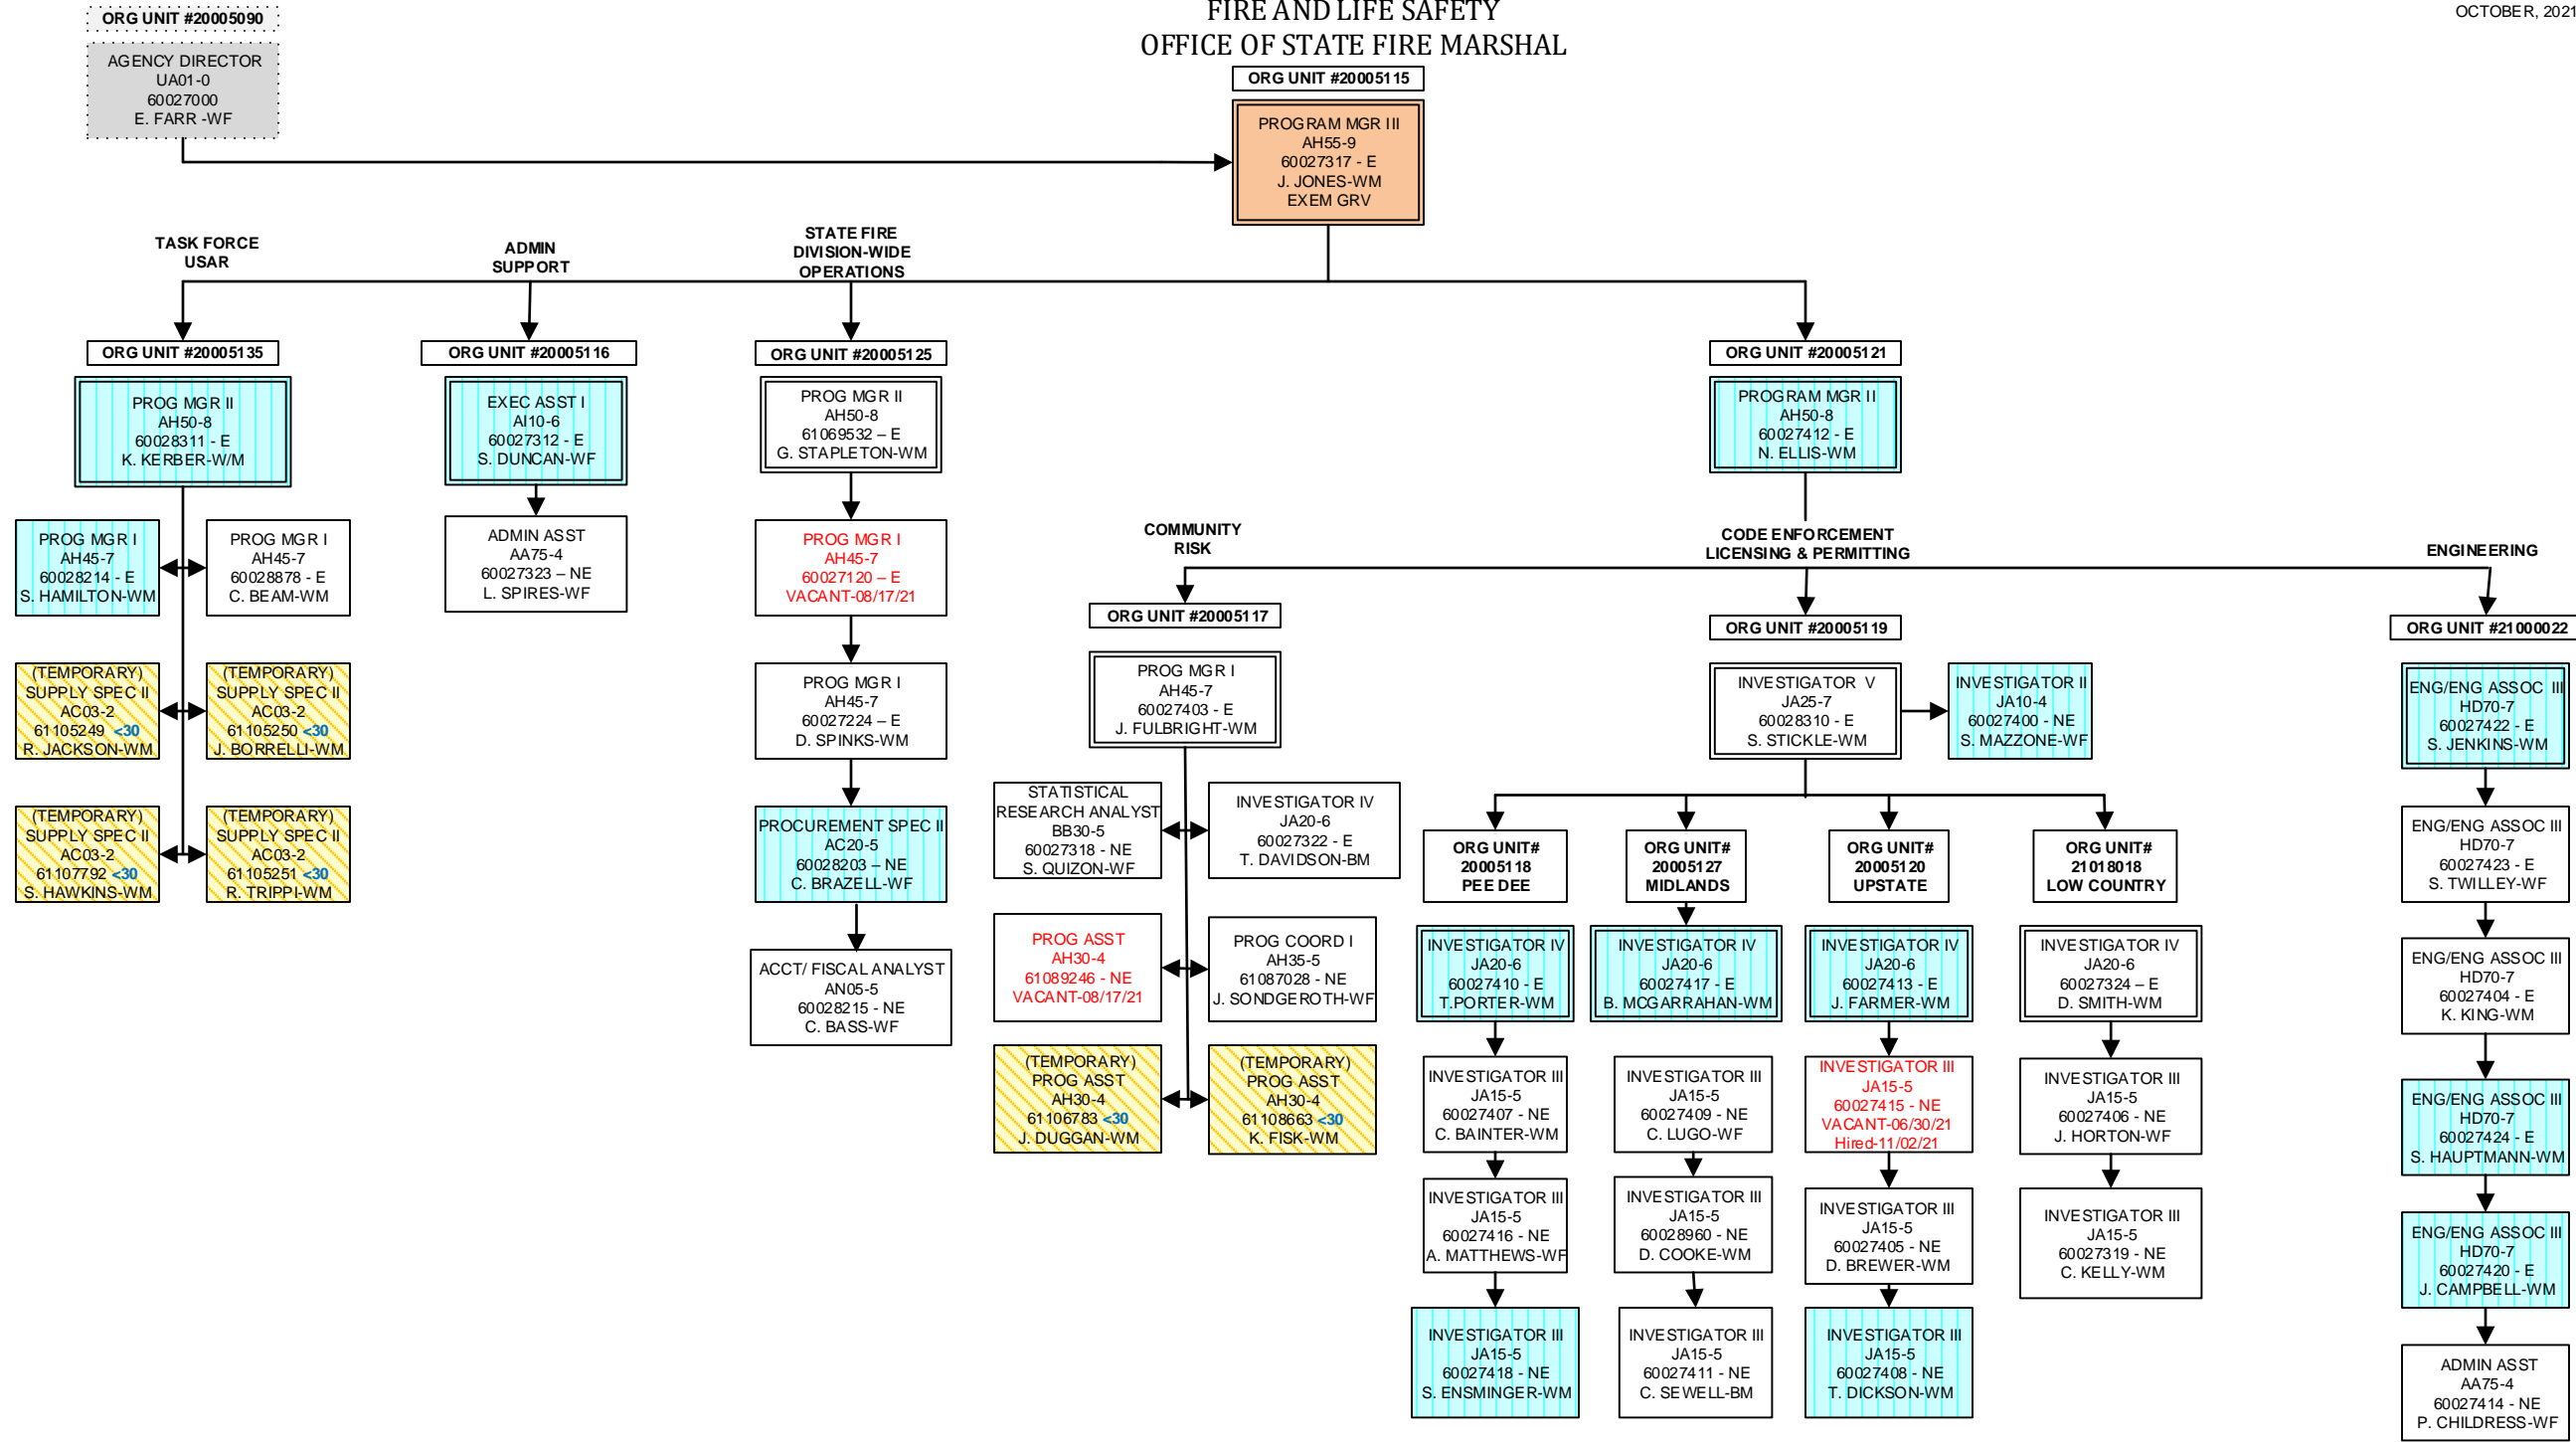 ORG UNIT #20005090
FIRE AND LIFE SAFETY
OFFICE OF STATE FIRE MARSHAL
OCTOBER, 2021
AGENCY DIRECTOR
UA01-0
60027000
E. FARR -WF
ORG UNIT #20005115
PROGRAM MGR III
AH55-9
60027317 - E
J. JONES-WM
EXEM GRV
TASK FORCE
USAR
ADMIN
SUPPORT
STATE FIRE
DIVISION-WIDE
OPERATIONS
ORG UNIT #20005135
PROG MGR II
AH50-8
60028311 - E
K. KERBER-W/M
PROG MGR I
AH45-7
60028214 - E
S. HAMILTON-WM
PROG MGR I
AH45-7
60028878 - E
C. BEAM-WM
(TEMPORARY)
SUPPLY SPEC II
AC03-2
61105249 <30
R. JACKSON-WM
(TEMPORARY)
SUPPLY SPEC II
AC03-2
61105250 <30
J. BORRELLI-WM
(TEMPORARY)
SUPPLY SPEC II
AC03-2
61107792 <30
S. HAWKINS-WM
(TEMPORARY)
SUPPLY SPEC II
AC03-2
61105251 <30
R. TRIPPI-WM
ORG UNIT #20005116
EXEC ASST I
AI10-6
60027312 - E
S. DUNCAN-WF
ADMIN ASST
AA75-4
60027323 – NE
L. SPIRES-WF
ORG UNIT #20005125
PROG MGR II
AH50-8
61069532 – E
G. STAPLETON-WM
PROG MGR I
AH45-7
60027120 – E
VACANT-08/17/21
PROG MGR I
AH45-7
60027224 – E
D. SPINKS-WM
PROCUREMENT SPEC II
AC20-5
60028203 – NE
C. BRAZELL-WF
ACCT/ FISCAL ANALYST
AN05-5
60028215 - NE
C. BASS-WF
ORG UNIT #20005121
PROGRAM MGR II
AH50-8
60027412 - E
N. ELLIS-WM
COMMUNITY
RISK
CODE ENFORCEMENT
LICENSING & PERMITTING
ENGINEERING
ORG UNIT #20005117
PROG MGR I
AH45-7
60027403 - E
J. FULBRIGHT-WM
STATISTICAL
RESEARCH ANALYST
BB30-5
60027318 - NE
S. QUIZON-WF
INVESTIGATOR IV
JA20-6
60027322 - E
T. DAVIDSON-BM
PROG ASST
AH30-4
61089246 - NE
VACANT-08/17/21
PROG COORD I
AH35-5
61087028 - NE
J. SONDGEROTH-WF
(TEMPORARY)
PROG ASST
AH30-4
61106783 <30
J. DUGGAN-WM
(TEMPORARY)
PROG ASST
AH30-4
61108663 <30
K. FISK-WM
ORG UNIT #20005119
INVESTIGATOR V
JA25-7
60028310 - E
S. STICKLE-WM
INVESTIGATOR II
JA10-4
60027400 - NE
S. MAZZONE-WF
ORG UNIT#
20005118
PEE DEE
INVESTIGATOR IV
JA20-6
60027410 – E
T.PORTER-WM
INVESTIGATOR III
JA15-5
60027407 - NE
C. BAINTER-WM
INVESTIGATOR III
JA15-5
60027416 - NE
A. MATTHEWS-WF
INVESTIGATOR III
JA15-5
60027418 - NE
S. ENSMINGER-WM
ORG UNIT#
20005127
MIDLANDS
INVESTIGATOR IV
JA20-6
60027417 – E
B. MCGARRAHAN-WM
INVESTIGATOR III
JA15-5
60027409 - NE
C. LUGO-WF
INVESTIGATOR III
JA15-5
60028960 - NE
D. COOKE-WM
INVESTIGATOR III
JA15-5
60027411 - NE
C. SEWELL-BM
ORG UNIT#
20005120
UPSTATE
INVESTIGATOR IV
JA20-6
60027413 – E
J. FARMER-WM
INVESTIGATOR III
JA15-5
60027415 - NE
VACANT-06/30/21
Hired-11/02/21
INVESTIGATOR III
JA15-5
60027405 - NE
D. BREWER-WM
INVESTIGATOR III
JA15-5
60027408 - NE
T. DICKSON-WM
ORG UNIT#
21018018
LOW COUNTRY
INVESTIGATOR IV
JA20-6
60027324 – E
D. SMITH-WM
INVESTIGATOR III
JA15-5
60027406 - NE
J. HORTON-WF
INVESTIGATOR III
JA15-5
60027319 - NE
C. KELLY-WM
ORG UNIT #21000022
ENG/ENG ASSOC III
HD70-7
60027422 - E
S. JENKINS-WM
ENG/ENG ASSOC III
HD70-7
60027423 - E
S. TWILLEY-WF
ENG/ENG ASSOC III
HD70-7
60027404 - E
K. KING-WM
ENG/ENG ASSOC III
HD70-7
60027424 - E
S. HAUPTMANN-WM
ENG/ENG ASSOC III
HD70-7
60027420 - E
J. CAMPBELL-WM
ADMIN ASST
AA75-4
60027414 - NE
P. CHILDRESS-WF